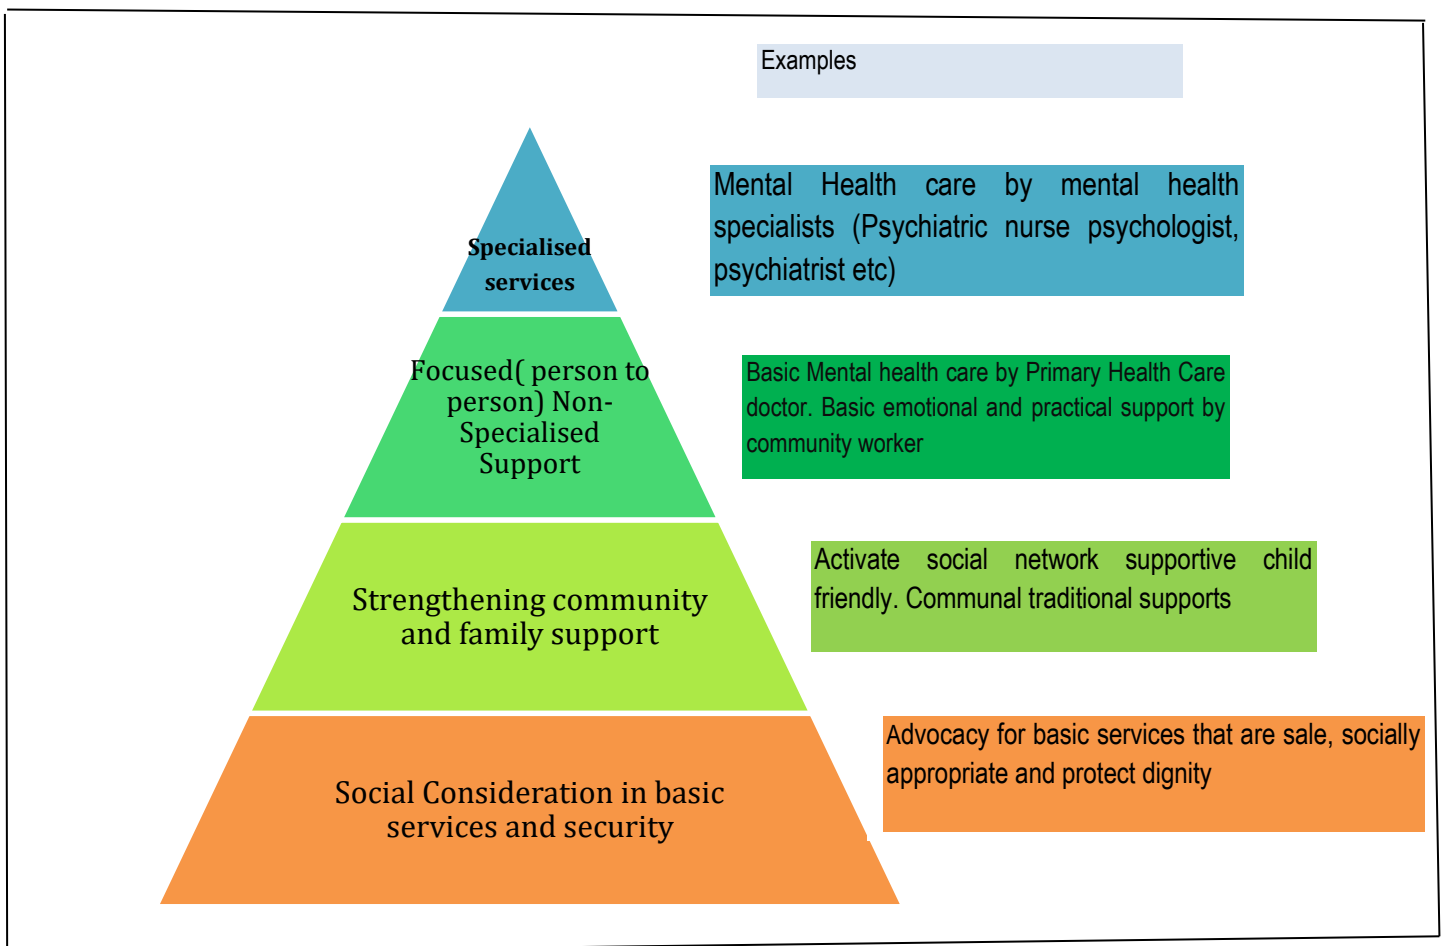 Examples
Mental Health care by mental health
specialists (Psychiatric nurse psychologist,
psychiatrist etc)
Specialised
services
Focused( person to
person) Non-
Specialised
Support
Basic Mental health care by Primary Health Care
doctor. Basic emotional and practical support by
community worker
Strengthening community
and family support
Activate social network supportive child
friendly. Communal traditional supports
Social Consideration in basic
services and security
Advocacy for basic services that are sale, socially
appropriate and protect dignity